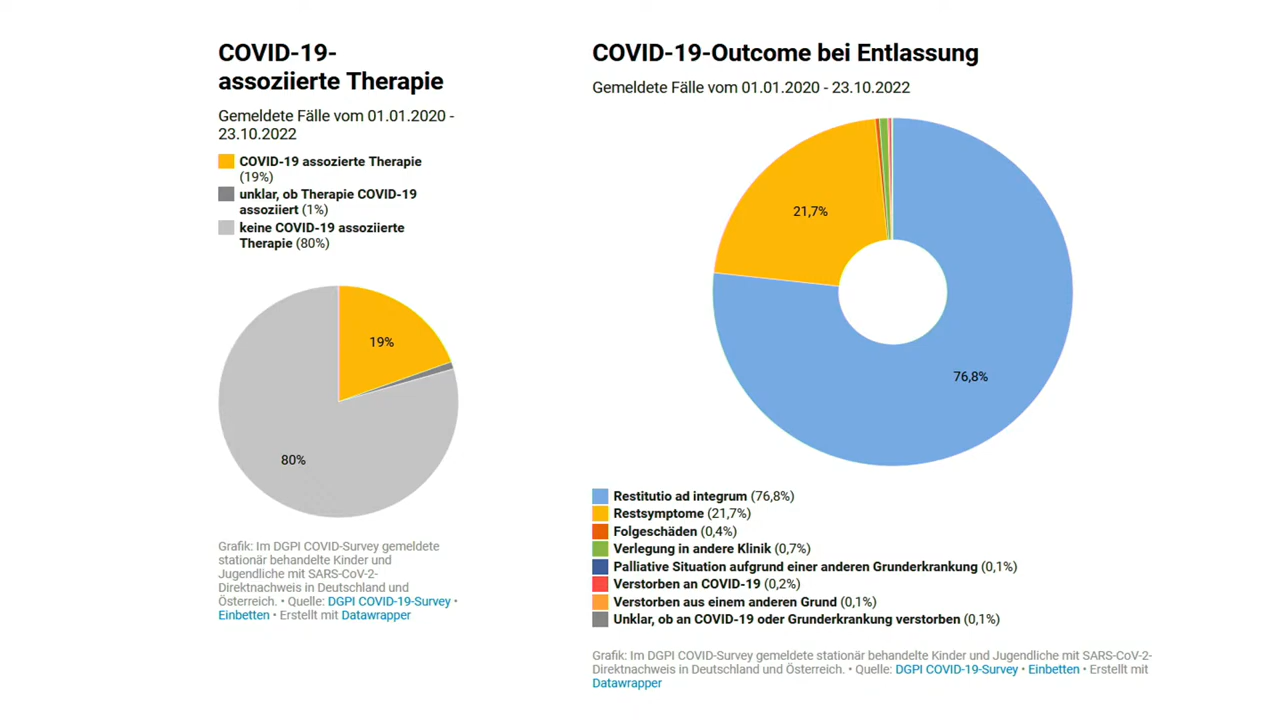 COVID-19-
assoziierte Therapie
Gemeldete Fälle vom 01.01.2020 -
23.10.2022
COVID-19 assozierte Therapie
(19%)
unklar, ob Therapie COVID-19
assoziiert (1%)
keine COVID-19 assoziierte
Therapie (80%)
19%
80%
Grafik: Im DGPI COVID-Survey gemeldete
stationär behandelte Kinder und
Jugendliche mit SARS-CoV-2-
Direktnachweis in Deutschland und
Österreich. • Quelle: DGPI COVID-19-Survey •
Einbetten • Erstellt mit Datawrapper
COVID-19-Outcome bei Entlassung
Gemeldete Fälle vom 01.01.2020 - 23.10.2022
21,7%
76,8%
Restitutio ad integrum (76,8%)
Restsymptome (21,7%)
Folgeschäden (0,4%)
Verlegung in andere Klinik (0,7%)
Palliative Situation aufgrund einer anderen Grunderkrankung (0,1%)
Verstorben an COVID-19 (0,2%)
Verstorben aus einem anderen Grund (0,1%)
Unklar, ob an COVID-19 oder Grunderkrankung verstorben (0,1%)
Grafik: Im DGPI COVID-Survey gemeldete stationär behandelte Kinder und Jugendliche mit SARS-CoV-2-
Direktnachweis in Deutschland und Österreich. • Quelle: DGPI COVID-19-Survey • Einbetten • Erstellt mit
Datawrapper